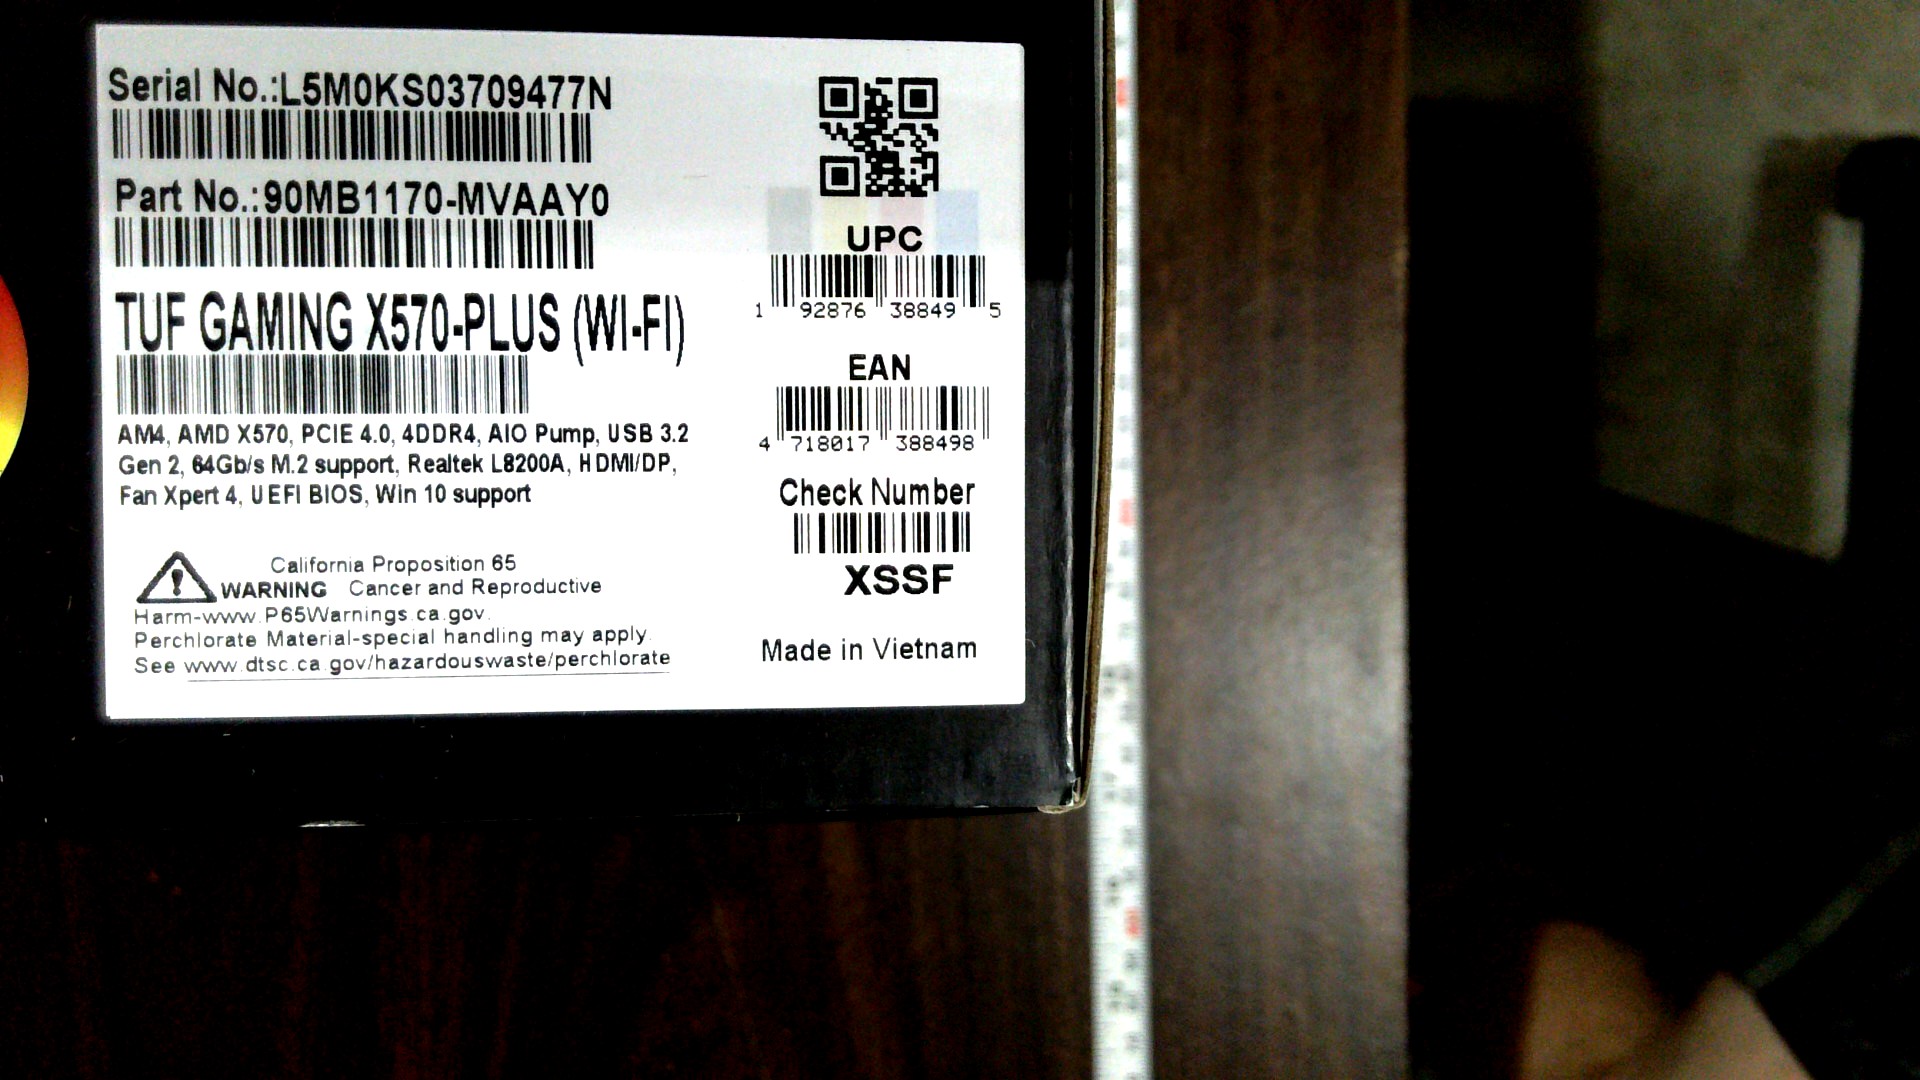 Serial No.:L5M0KS03709477N
Part No.:90MB1170-MVAAY0
TUF GAMING X570-PLUS (WI-FI)
AM4, AMD X570, PCIE 4.0, 4DDR4, AIO Pump, USB 3.2
Gen 2, 64Gb/s M.2 support, Realtek L8200A, HDMI/DP,
Fan Xpert 4, UEFI BIOS, Win 10 support
California Proposition 65
WARNING Cancer and Reproductive
Harm-www.P65Warnings.ca.gov.
Perchlorate Material-special handling may apply.
See www.dtsc.ca.gov/hazardouswaste/perchlorate
UPC
1 92876 38849 5
EAN
4 718017 388498
Check Number
XSSF
Made in Vietnam